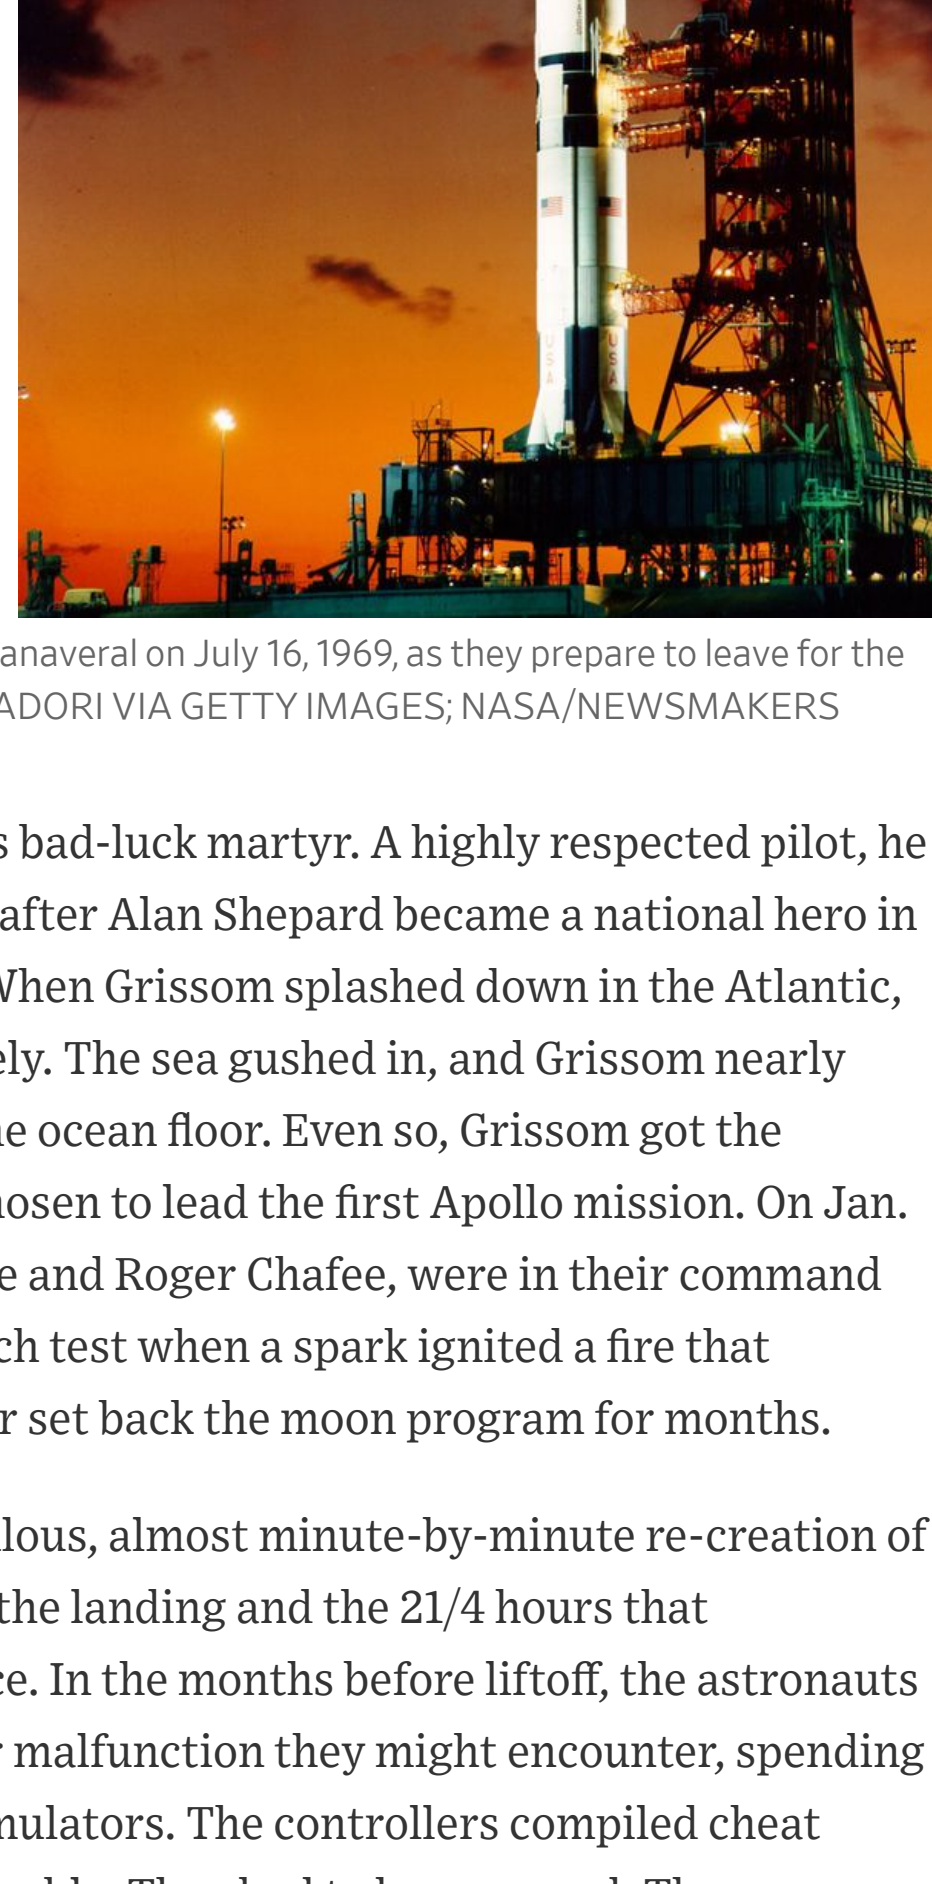 USA
USA
anaveral on July 16, 1969, as they prepare to leave for the
ADORI VIA GETTY IMAGES; NASA/NEWSMAKERS
s bad-luck martyr. A highly respected pilot, he
after Alan Shepard became a national hero in
When Grissom splashed down in the Atlantic,
ely. The sea gushed in, and Grissom nearly
he ocean floor. Even so, Grissom got the
hosen to lead the first Apollo mission. On Jan.
e and Roger Chafee, were in their command
ch test when a spark ignited a fire that
r set back the moon program for months.
lous, almost minute-by-minute re-creation of
the landing and the 21/4 hours that
ce. In the months before liftoff, the astronauts
r malfunction they might encounter, spending
mulators. The controllers compiled cheat